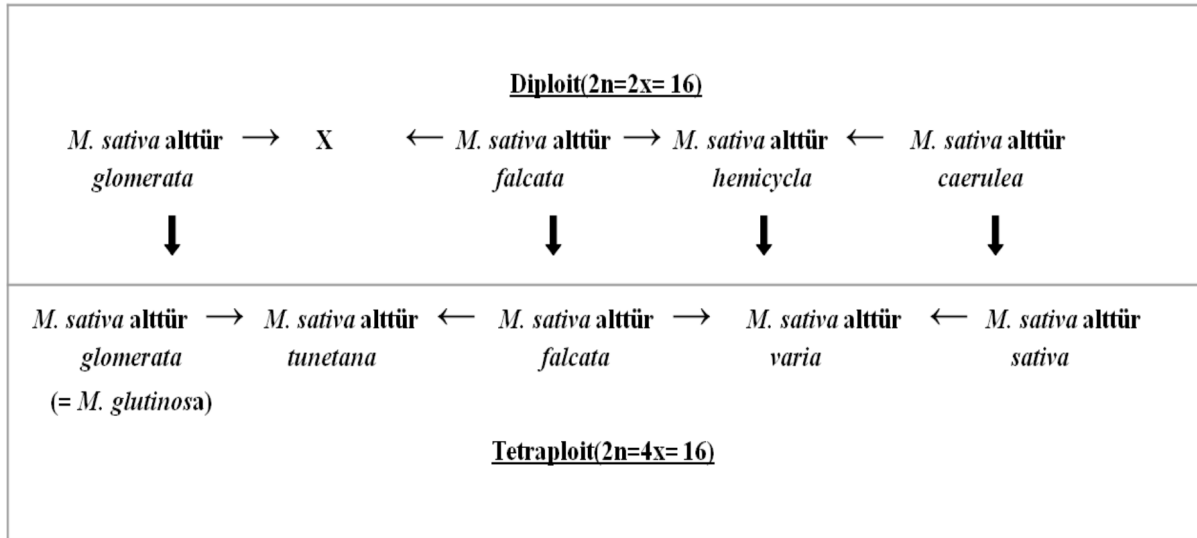 Diploit(2n=2x= 16)
M. sativa alttür → X ← M. sativa alttür → M. sativa alttür ← M. sativa alttür
glomerata falcata hemicycla caerulea
M. sativa alttür → M. sativa alttür ← M. sativa alttür → M. sativa alttür ← M. sativa alttür
glomerata tunetana falcata varia sativa
(= M. glutinosa)
Tetraploit(2n=4x= 16)